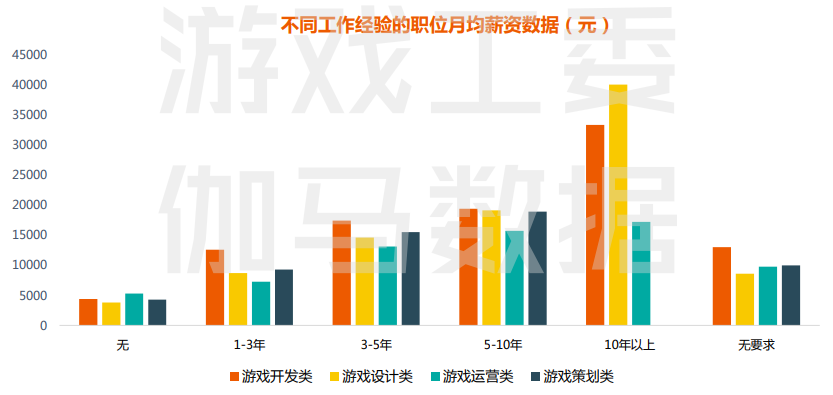 不同工作经验的职位月均薪资数据（元）
游戏工委
伽马数据
45000
40000
35000
30000
25000
20000
15000
10000
5000
0
无
1-3年
3-5年
5-10年
10年以上
无要求
游戏开发类
游戏设计类
游戏运营类
游戏策划类